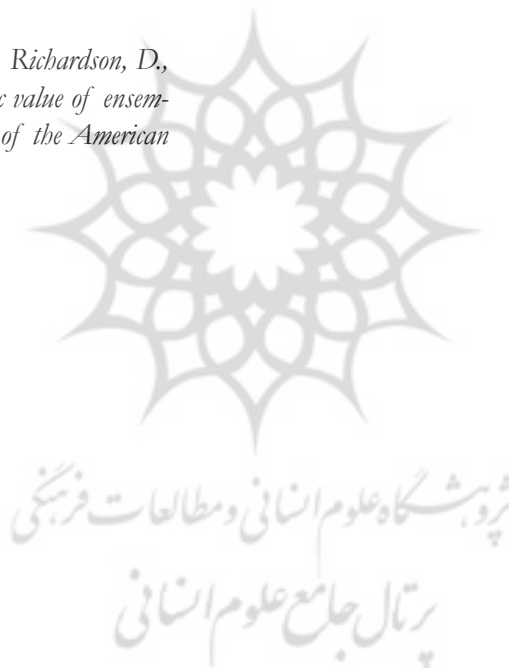 Richardson, D.,
c value of ensem-
of the American
پژوهشگاه علوم انسانی و مطالعات فرهنگی
پرتال جامع علوم انسانی